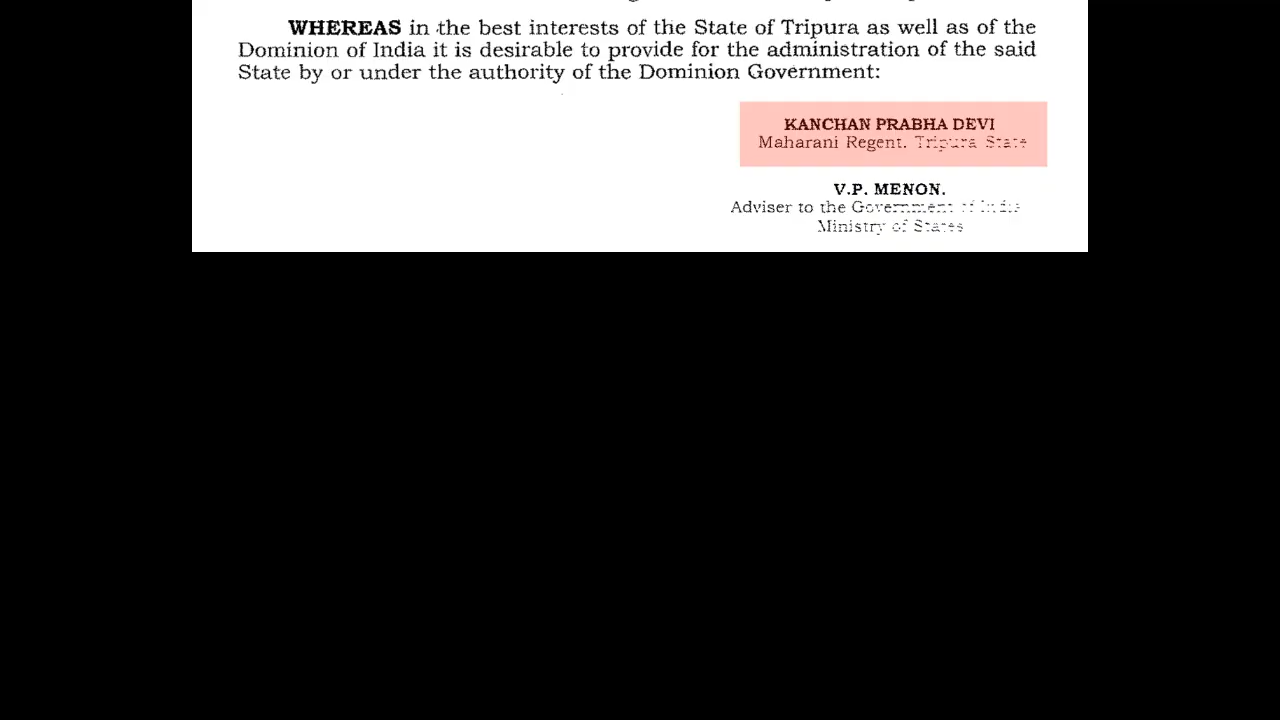 WHEREAS in the best interests of the State of Tripura as well as of the
Dominion of India it is desirable to provide for the administration of the said
State by or under the authority of the Dominion Government:
KANCHAN PRABHA DEVI
Maharani Regent. Tripura State
V.P. MENON.
Adviser to the Government of India
Ministry of States